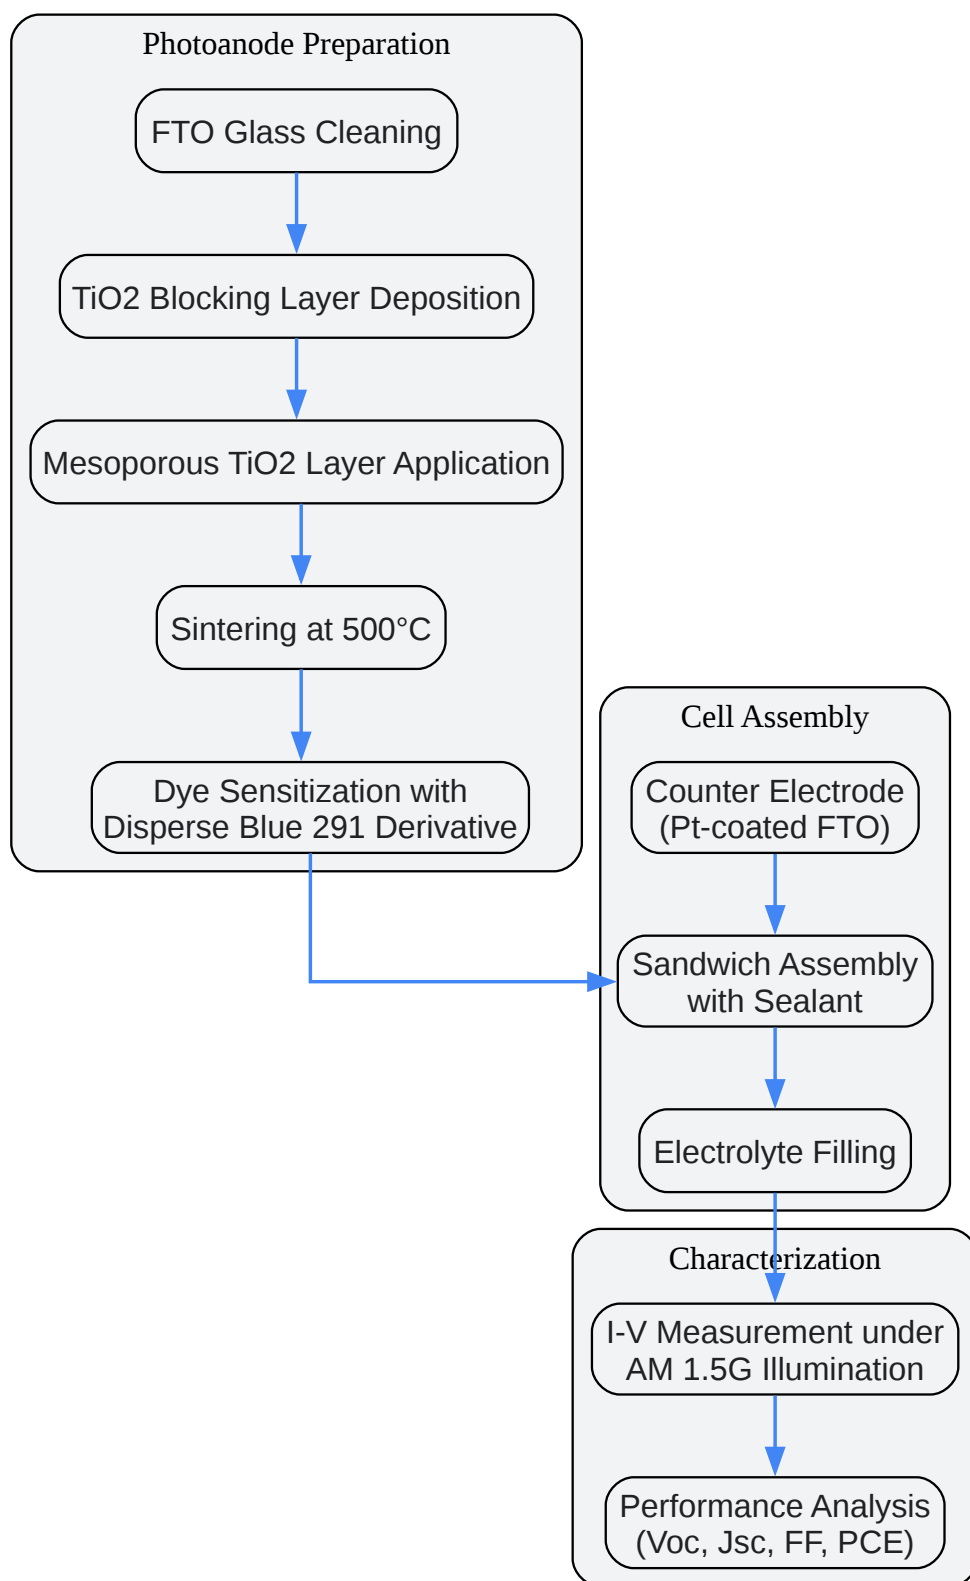 Photoanode Preparation
FTO Glass Cleaning
TiO2 Blocking Layer Deposition
Mesoporous TiO2 Layer Application
Sintering at 500°C
Dye Sensitization with
Disperse Blue 291 Derivative
Cell Assembly
Counter Electrode
(Pt-coated FTO)
Sandwich Assembly
with Sealant
Electrolyte Filling
Characterization
I-V Measurement under
AM 1.5G Illumination
Performance Analysis
(Voc, Jsc, FF, PCE)